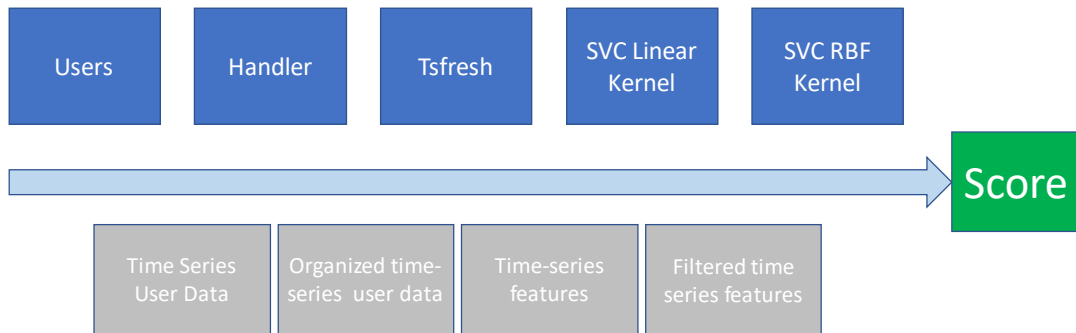 Users
Handler
Tsfresh
SVC Linear
Kernel
SVC RBF
Kernel
Score
Time Series
User Data
Organized time-
series user data
Time-series
features
Filtered time
series features